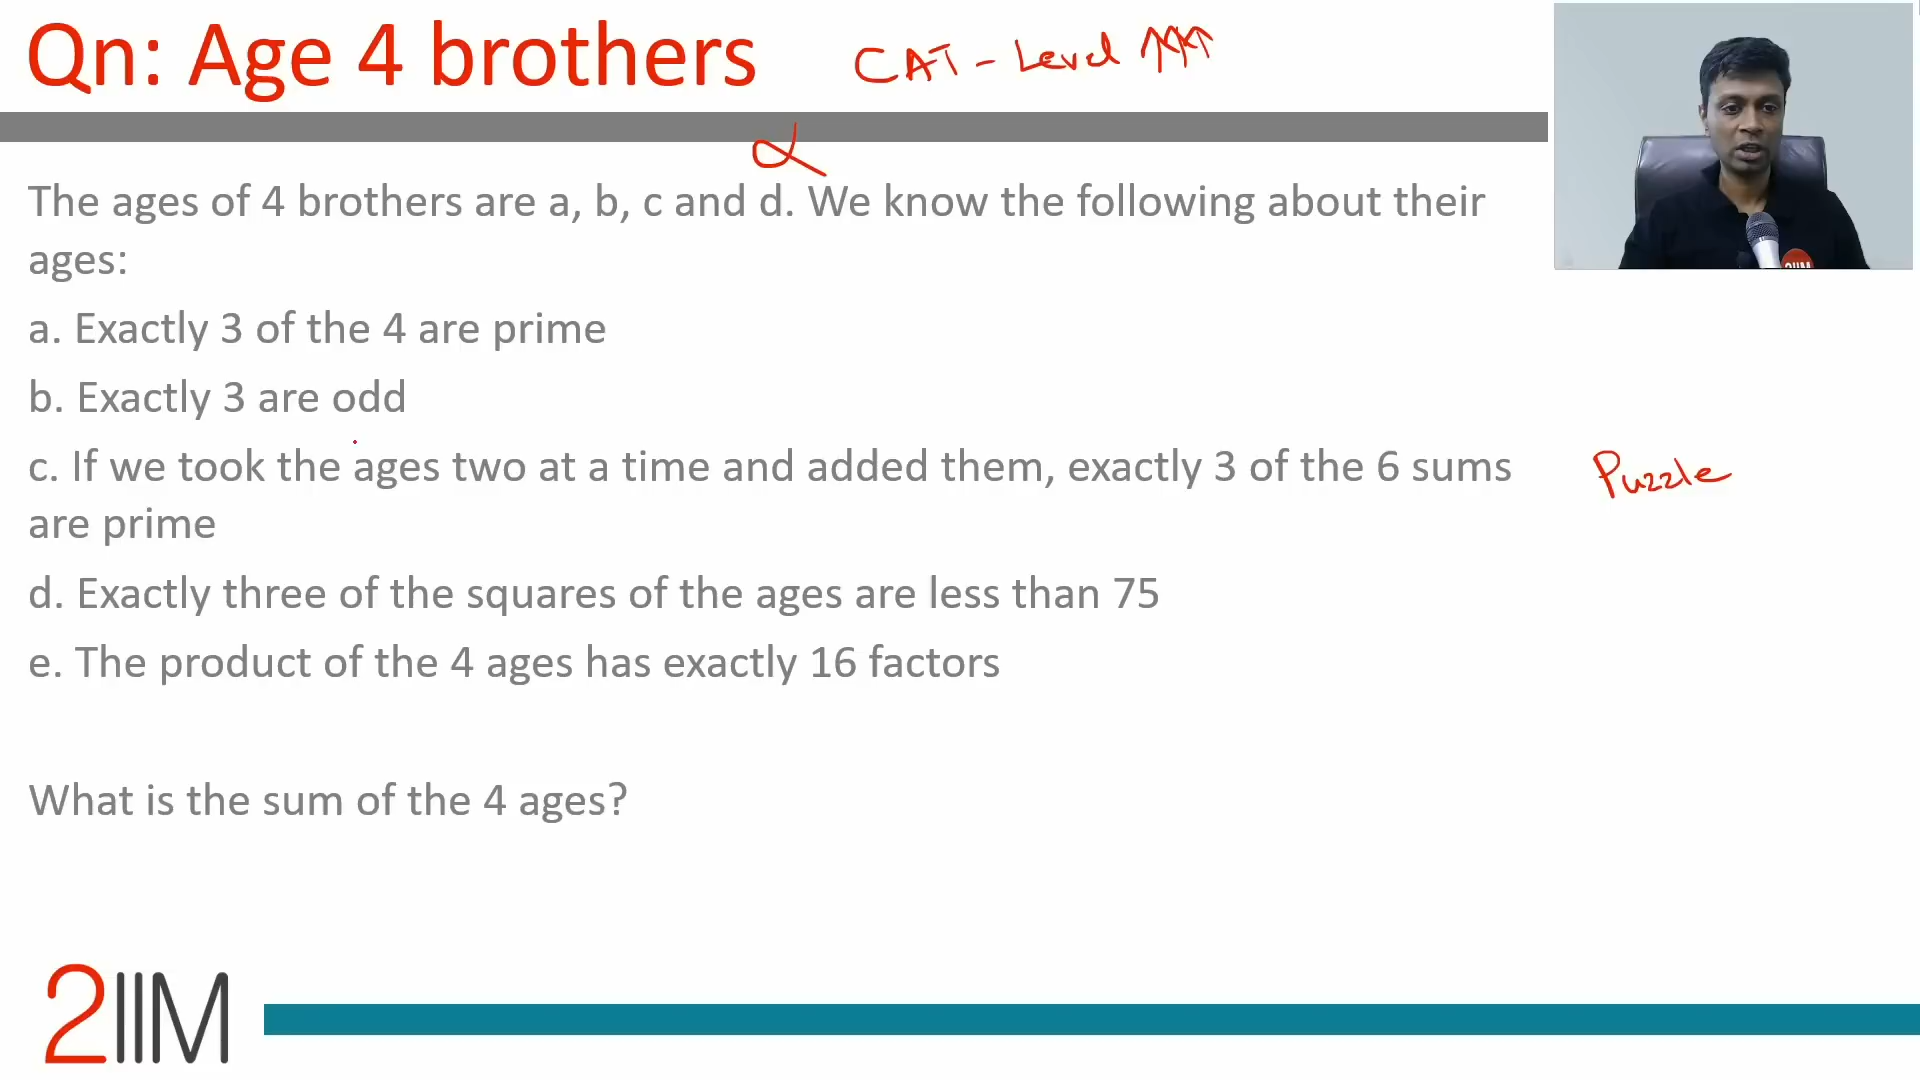 Qn: Age 4 brothers
CAT - Level
The ages of 4 brothers are a, b, c and d. We know the following about their
ages:
a. Exactly 3 of the 4 are prime
b. Exactly 3 are odd
c. If we took the ages two at a time and added them, exactly 3 of the 6 sums
are prime
Puzzle
d. Exactly three of the squares of the ages are less than 75
e. The product of the 4 ages has exactly 16 factors
What is the sum of the 4 ages?
2IIM